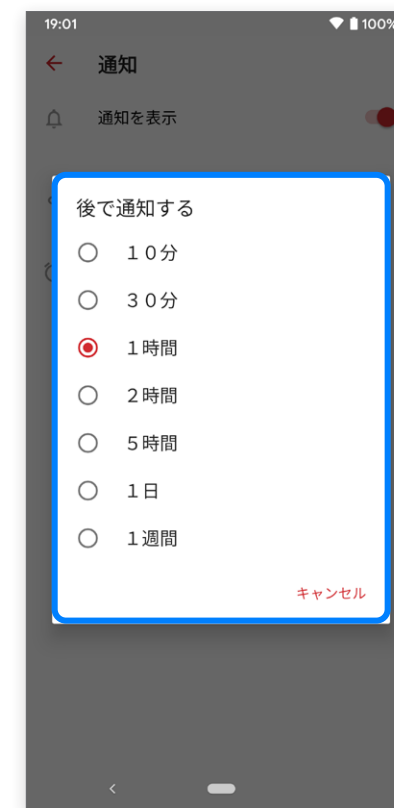 19:01
100%
通知
通知を表示
後で通知する
１０分
３０分
１時間
２時間
５時間
１日
１週間
キャンセル